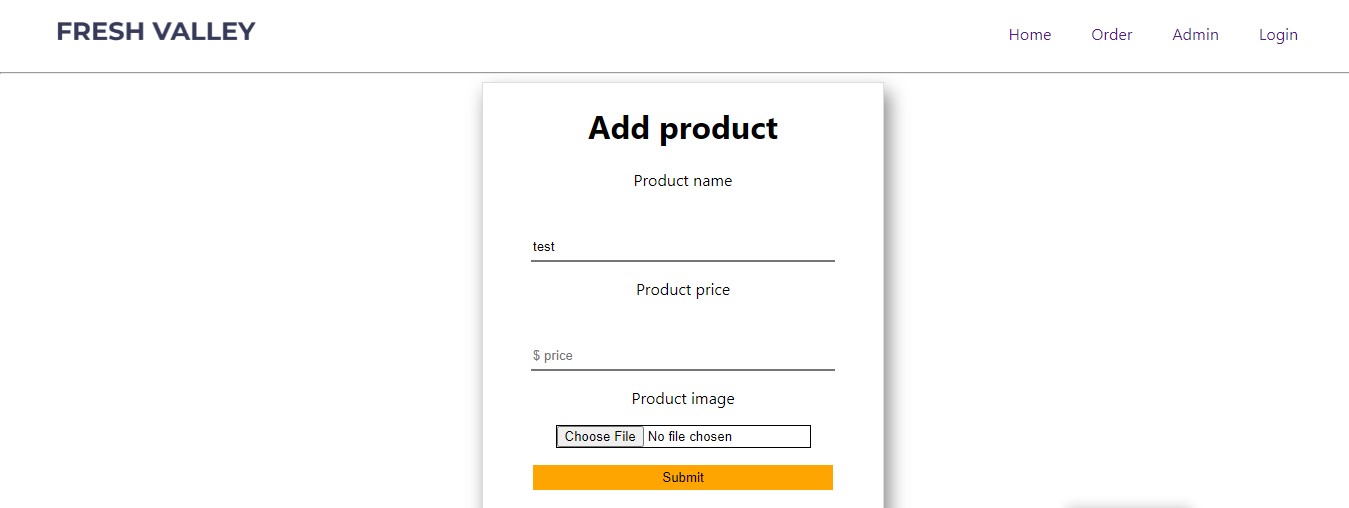 FRESH VALLEY Home Order Admin Login
Add product
Product name
test
Product price
$ price
Product image
Choose File No file chosen
Submit